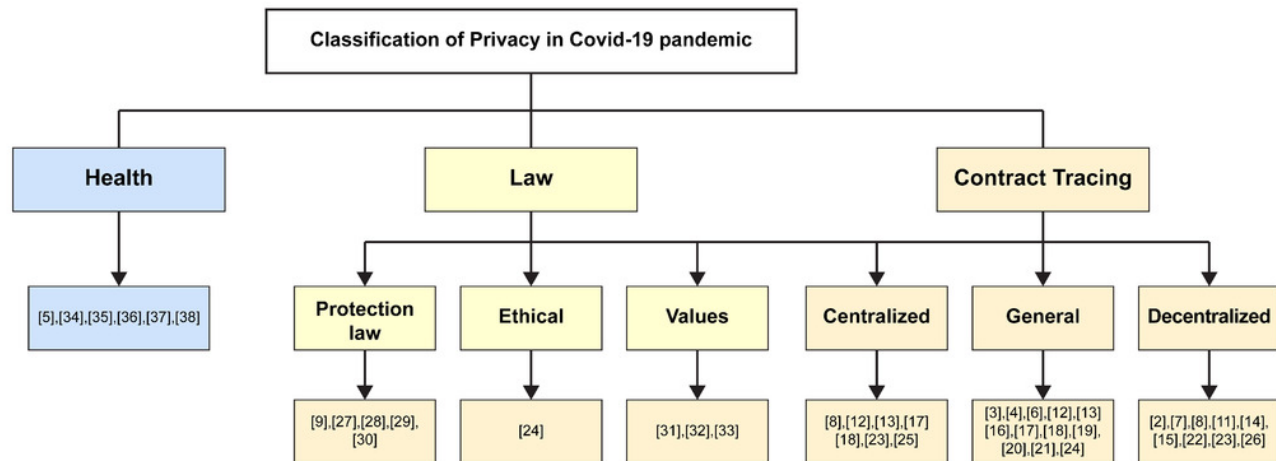 Classification of Privacy in Covid-19 pandemic
Health
Law
Contract Tracing
[5],[34],[35],[36],[37],[38]
Protection
law
Ethical
Values
Centralized
General
Decentralized
[9],[27],[28],[29],
[30]
[24]
[31],[32],[33]
[8],[12],[13],[17]
[18],[23],[25]
[3],[4],[6],[12],[13]
[16],[17],[18],[19],
[20],[21],[24]
[2],[7],[8],[11],[14],
[15],[22],[23],[26]